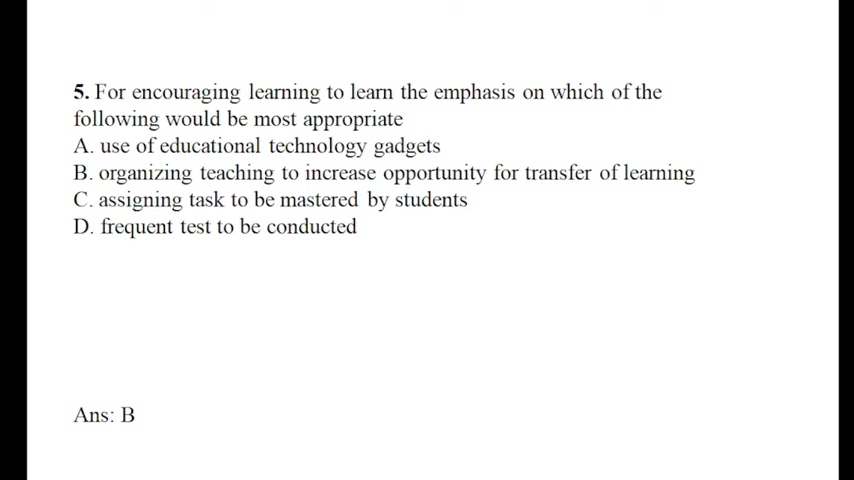 5. For encouraging learning to learn the emphasis on which of the
following would be most appropriate
A. use of educational technology gadgets
B. organizing teaching to increase opportunity for transfer of learning
C. assigning task to be mastered by students
D. frequent test to be conducted
Ans: B